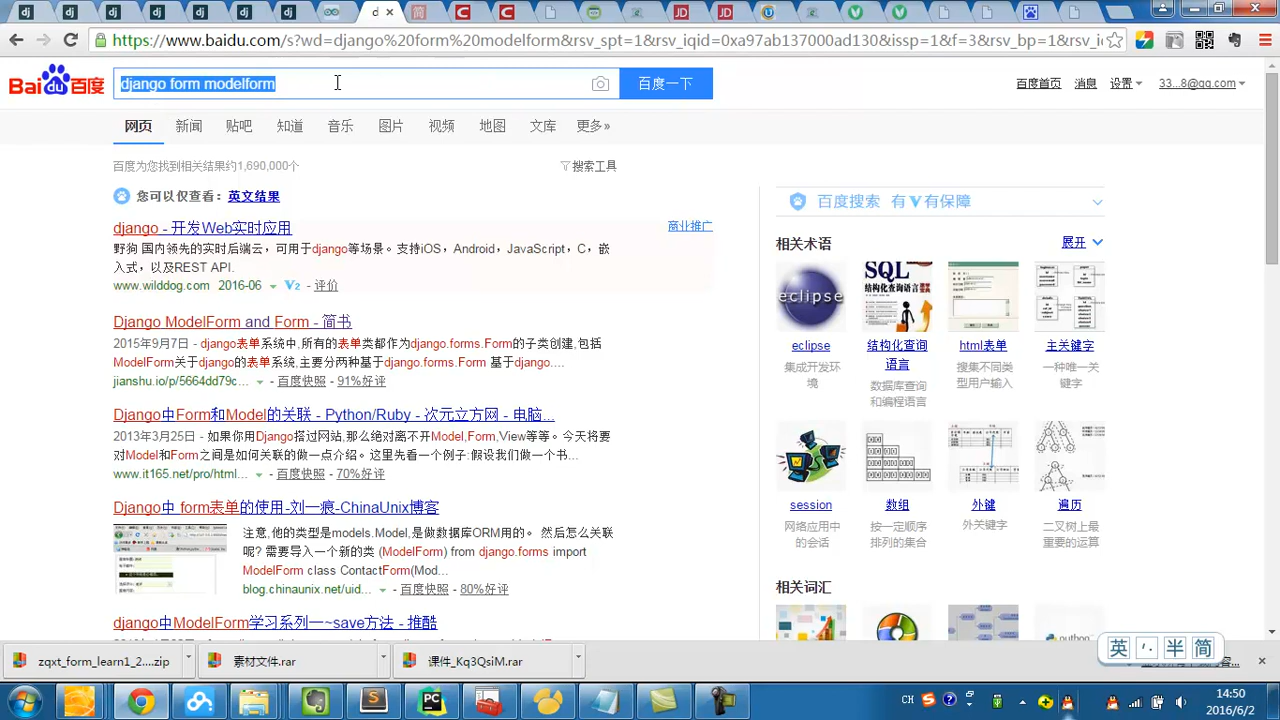 dj
dj
dj
dj
dj
dj
dj
d
简
JD
JD
https://www.baidu.com/s?wd=django%20form%20modelform&rsv_spt=1&rsv_iqid=0xa97ab137000ad130&issp=1&f=3&rsv_bp=1&rsv_i
Bai du 百度
django form modelform
百度一下
百度首页 消息 设置 33...8@qq.com
网页 新闻 贴吧 知道 音乐 图片 视频 地图 文库 更多»
百度为您找到相关结果约1,690,000个
搜索工具
您可以仅查看：英文结果
django - 开发Web实时应用
商业推广
野狗 国内领先的实时后端云，可用于django等场景。支持iOS，Android，JavaScript，C，嵌
入式，以及REST API.
www.wilddog.com 2016-06 V2 - 评价
Django ModelForm and Form - 简书
2015年9月7日 - django表单系统中,所有的表单类都作为django.forms.Form的子类创建,包括
ModelForm关于django的表单系统,主要分两种基于django.forms.Form 基于django....
jianshu.io/p/5664dd79c... - 百度快照 - 91%好评
Django中Form和Model的关联 - Python/Ruby - 次元立方网 - 电脑...
2013年3月25日 - 如果你用Django搭过网站,那么绝对离不开Model,Form,View等等。今天将要
对Model和Form之间是如何关联的做一点介绍。这里先看一个例子:假设我们做一个书...
www.it165.net/pro/html... - 百度快照 - 70%好评
Django中 form表单的使用-刘一痕-ChinaUnix博客
注意,他的类型是models.Model,是做数据库ORM用的。 然后怎么做
呢? 需要导入一个新的类 (ModelForm) from django.forms import
ModelForm class ContactForm(Mod...
blog.chinaunix.net/uid... - 百度快照 - 80%好评
django中ModelForm学习系列一~save方法 - 推酷
百度搜索 有V有保障
相关术语
展开
eclipse
SQL
结构化查询语言
eclipse
集成开发环
境
结构化查询
语言
数据库查询
和编程语言
html表单
搜集不同类
型用户输入
主关键字
一种唯一关
键字
session
网络应用中
的会话
数组
按一定顺序
排列的集合
外键
外关键字
遍历
二叉树上最
重要的运算
相关词汇
python
英 半 简
zqxt_form_learn1_2....zip
素材文件.rar
CH
14:50
2016/6/2